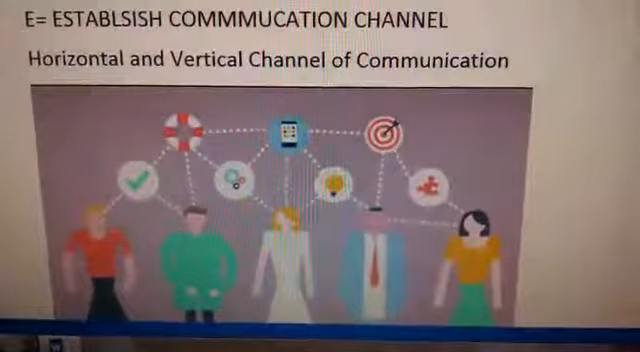 E= ESTABLSISH COMMMUCATION CHANNEL
Horizontal and Vertical Channel of Communication